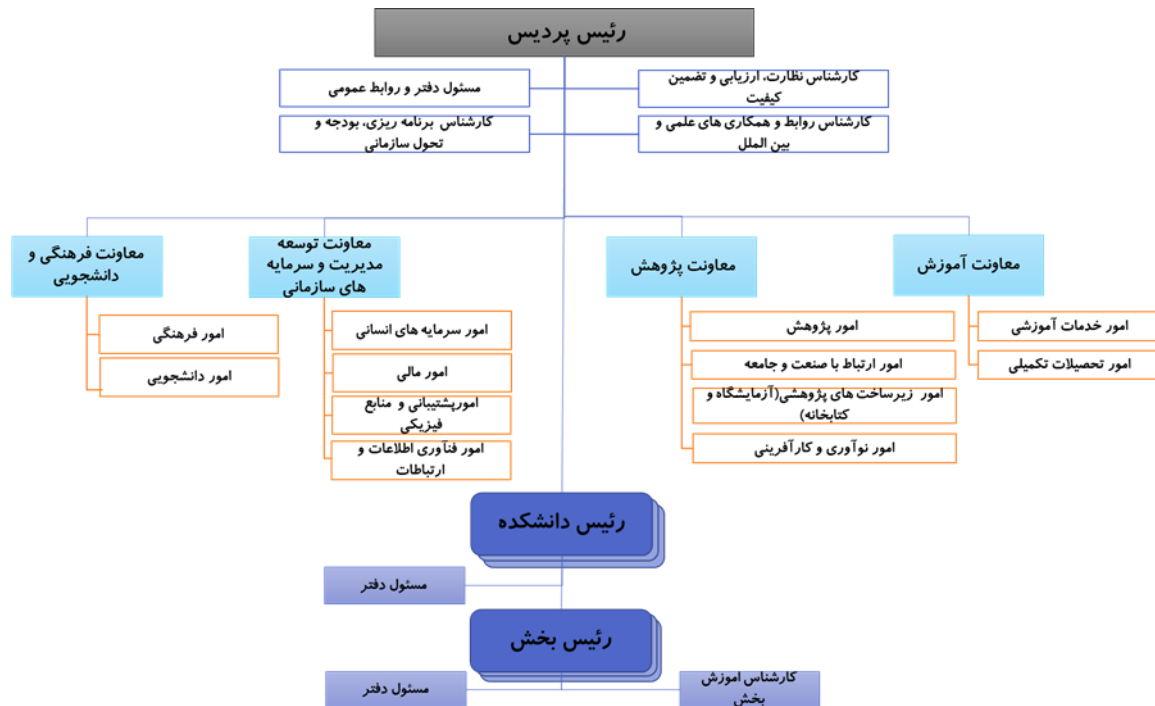 رئیس پردیس
کارشناس نظارت، ارزیابی و تضمین
کیفیت
مسئول دفتر و روابط عمومی
کارشناس روابط و همکاری های علمی و
بین الملل
کارشناس برنامه ریزی، بودجه و
تحول سازمانی
معاونت آموزش
امور خدمات آموزشی
امور تحصیلات تکمیلی
معاونت پژوهش
امور پژوهش
امور ارتباط با صنعت و جامعه
امور زیرساخت های پژوهشی(آزمایشگاه و
کتابخانه)
امور نوآوری و کارآفرینی
معاونت توسعه
مدیریت و سرمایه
های سازمانی
امور سرمایه های انسانی
امور مالی
امورپشتیبانی و منابع
فیزیکی
امور فنآوری اطلاعات و
ارتباطات
معاونت فرهنگی و
دانشجویی
امور فرهنگی
امور دانشجویی
رئیس دانشکده
مسئول دفتر
رئیس بخش
کارشناس اموزش
بخش
مسئول دفتر